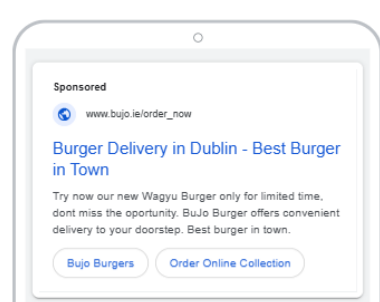 Sponsored
www.bujo.ie/order_now
Burger Delivery in Dublin - Best Burger
in Town
Try now our new Wagyu Burger only for limited time,
dont miss the oportunity. BuJo Burger offers convenient
delivery to your doorstep. Best burger in town.
Bujo Burgers
Order Online Collection